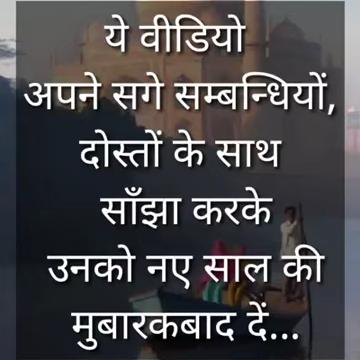 ये वीडियो
अपने सगे सम्बन्धियों,
दोस्तों के साथ
साँझा करके
उनको नए साल की
मुबारकबाद दें...